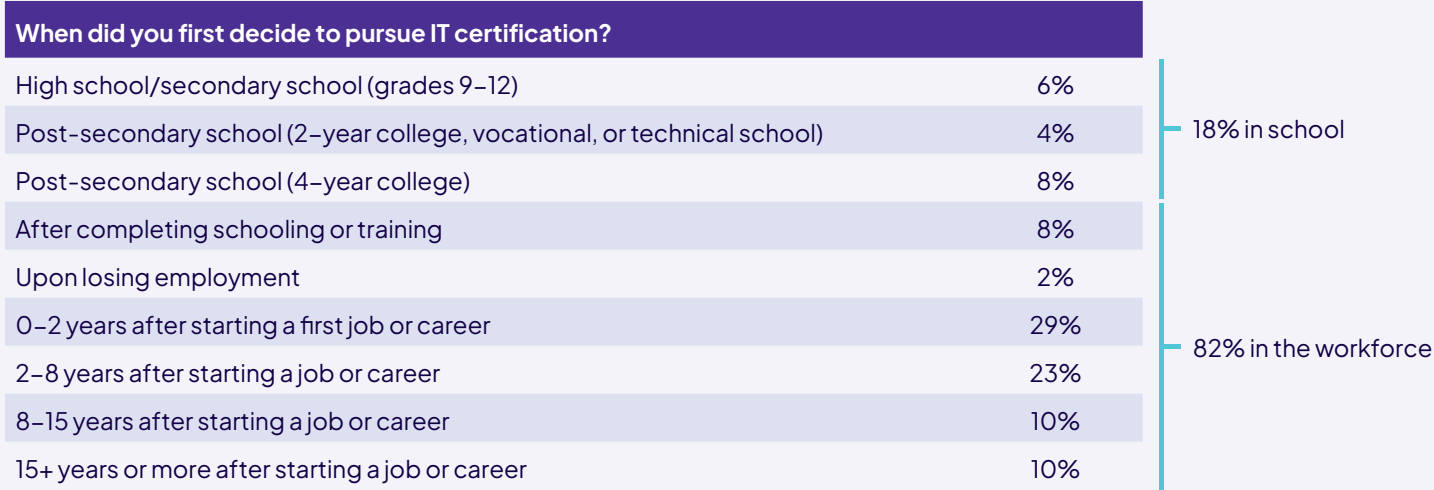 When did you first decide to pursue IT certification?
High school/secondary school (grades 9–12) 6%
Post-secondary school (2–year college, vocational, or technical school) 4%
18% in school
Post-secondary school (4–year college) 8%
After completing schooling or training 8%
Upon losing employment 2%
0–2 years after starting a first job or career 29%
82% in the workforce
2–8 years after starting a job or career 23%
8–15 years after starting a job or career 10%
15+ years or more after starting a job or career 10%